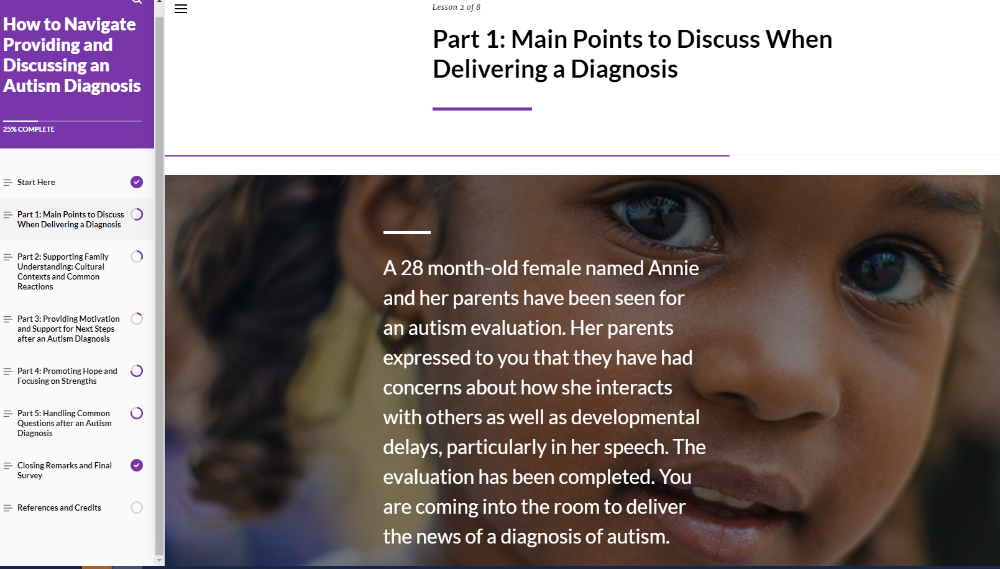 How to Navigate
Providing and
Discussing an
Autism Diagnosis
25% COMPLETE
Start Here
Part 1: Main Points to Discuss
When Delivering a Diagnosis
Part 2: Supporting Family
Understanding: Cultural
Contexts and Common
Reactions
Part 3: Providing Motivation
and Support for Next Steps
after an Autism Diagnosis
Part 4: Promoting Hope and
Focusing on Strengths
Part 5: Handling Common
Questions after an Autism
Diagnosis
Closing Remarks and Final
Survey
References and Credits
Lesson 2 of 8
Part 1: Main Points to Discuss When
Delivering a Diagnosis
A 28 month-old female named Annie
and her parents have been seen for
an autism evaluation. Her parents
expressed to you that they have had
concerns about how she interacts
with others as well as developmental
delays, particularly in her speech. The
evaluation has been completed. You
are coming into the room to deliver
the news of a diagnosis of autism.